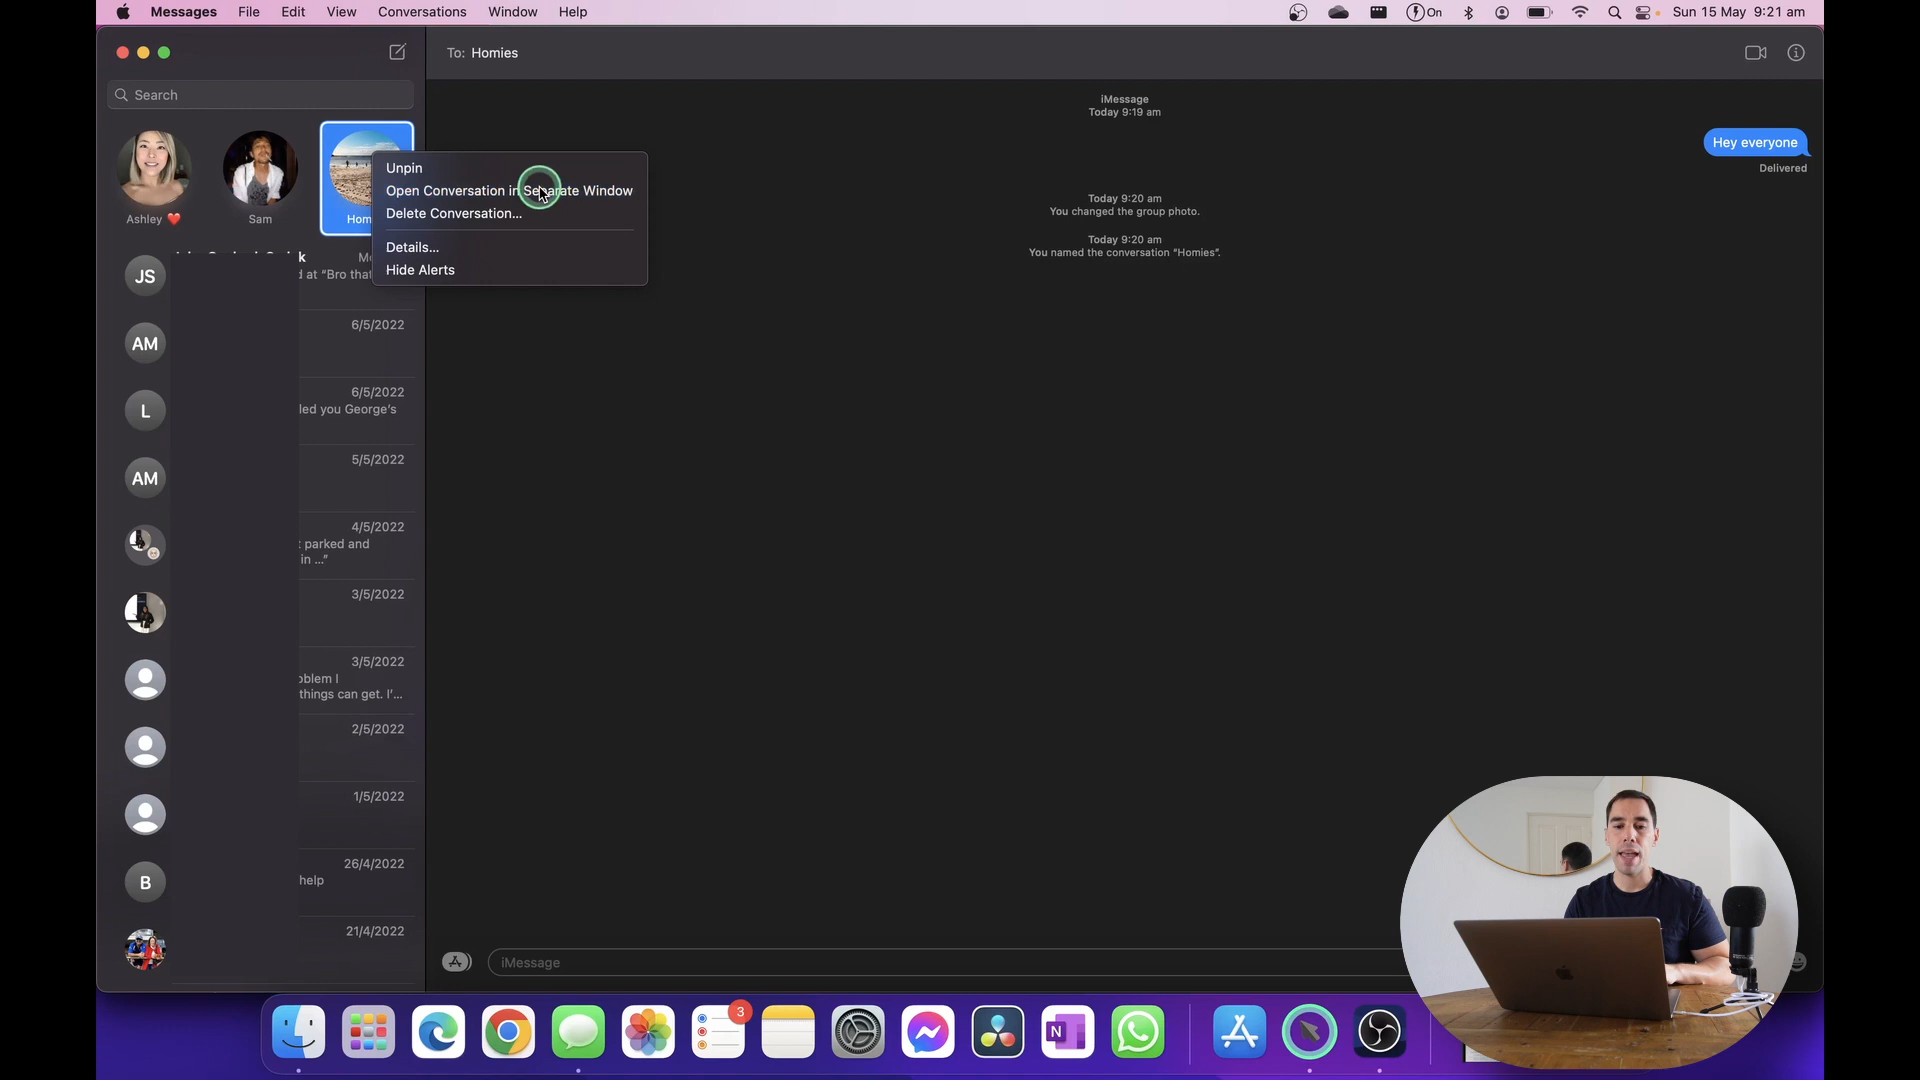 Messages File Edit View Conversations Window Help On Sun 15 May 9:21 am
To: Homies
Search
iMessage
Today 9:19 am
Hey everyone
Delivered
Ashley ❤️ Sam Hom
Unpin
Open Conversation in Separate Window
Delete Conversation...
Details...
Hide Alerts
Today 9:20 am
You changed the group photo.
Today 9:20 am
You named the conversation “Homies”.
JS
d at “Bro that
AM 6/5/2022
L 6/5/2022
led you George's
AM 5/5/2022
4/5/2022
parked and
in ...”
3/5/2022
3/5/2022
oblem I
things can get. I'...
2/5/2022
1/5/2022
B 26/4/2022
help
21/4/2022
iMessage
3
N